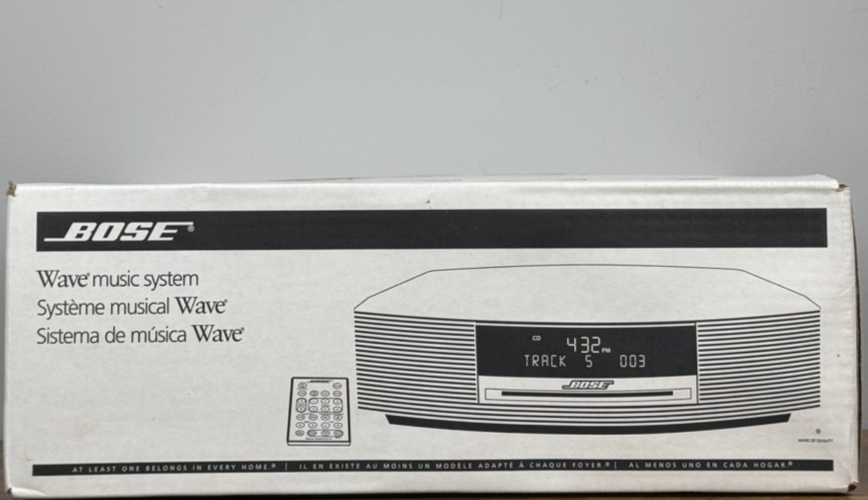 BOSE®
Wave® music system
Système musical Wave®
Sistema de música Wave®
CD 4:32 PM
TRACK 5 003
BOSE
AT LEAST ONE BELONGS IN EVERY HOME.® | IL EN EXISTE AU MOINS UN MODÈLE ADAPTÉ À CHAQUE FOYER.® | AL MENOS UNO EN CADA HOGAR.®